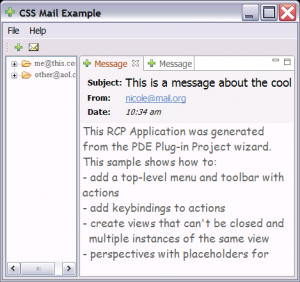 CSS Mail Example
File Help
me@this.co
other@aol.c
Message Message
Subject: This is a message about the cool
From: nicole@mail.org
Date: 10:34 am
This RCP Application was generated
from the PDE Plug-in Project wizard.
This sample shows how to:
- add a top-level menu and toolbar with
actions
- add keybindings to actions
- create views that can't be closed and
multiple instances of the same view
- perspectives with placeholders for